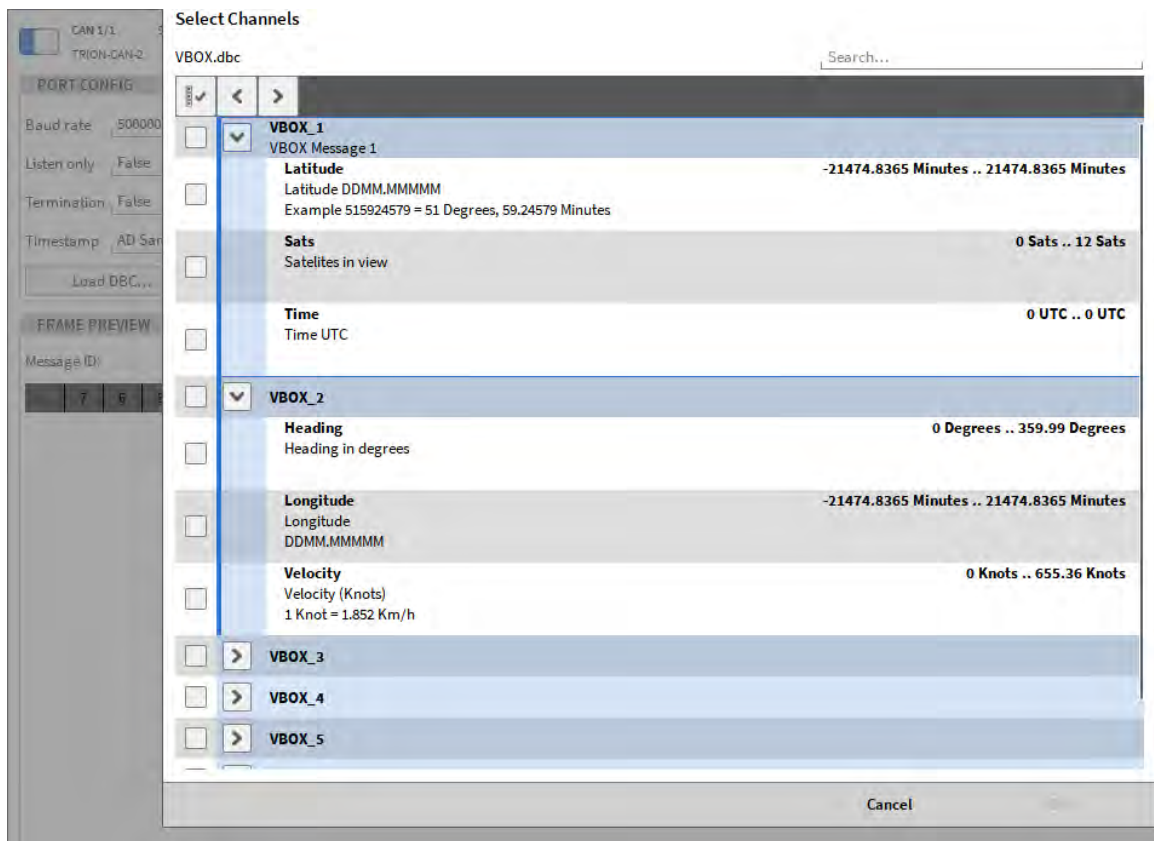 Select Channels
CAN 1/1
TRION-CAN-2
VBOX.dbc
Search...
PORT CONFIG
Baud rate 500000
Listen only False
Termination False
Timestamp AD Sar
Load DBC...
FRAME PREVIEW
Message ID:
7 6
VBOX_1
VBOX Message 1
Latitude -21474.8365 Minutes .. 21474.8365 Minutes
Latitude DDMM.MMMMM
Example 515924579 = 51 Degrees, 59.24579 Minutes
Sats 0 Sats .. 12 Sats
Satelites in view
Time 0 UTC .. 0 UTC
Time UTC
VBOX_2
Heading 0 Degrees .. 359.99 Degrees
Heading in degrees
Longitude -21474.8365 Minutes .. 21474.8365 Minutes
Longitude
DDMM.MMMMM
Velocity 0 Knots .. 655.36 Knots
Velocity (Knots)
1 Knot = 1.852 Km/h
VBOX_3
VBOX_4
VBOX_5
Cancel